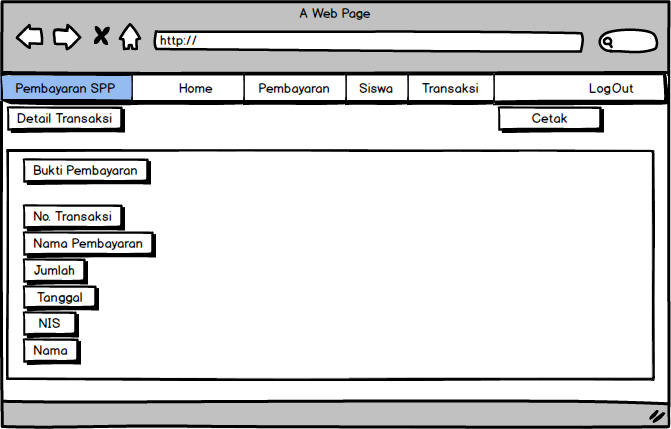 A Web Page
http://
Pembayaran SPP Home Pembayaran Siswa Transaksi LogOut
Detail Transaksi Cetak
Bukti Pembayaran
No. Transaksi
Nama Pembayaran
Jumlah
Tanggal
NIS
Nama